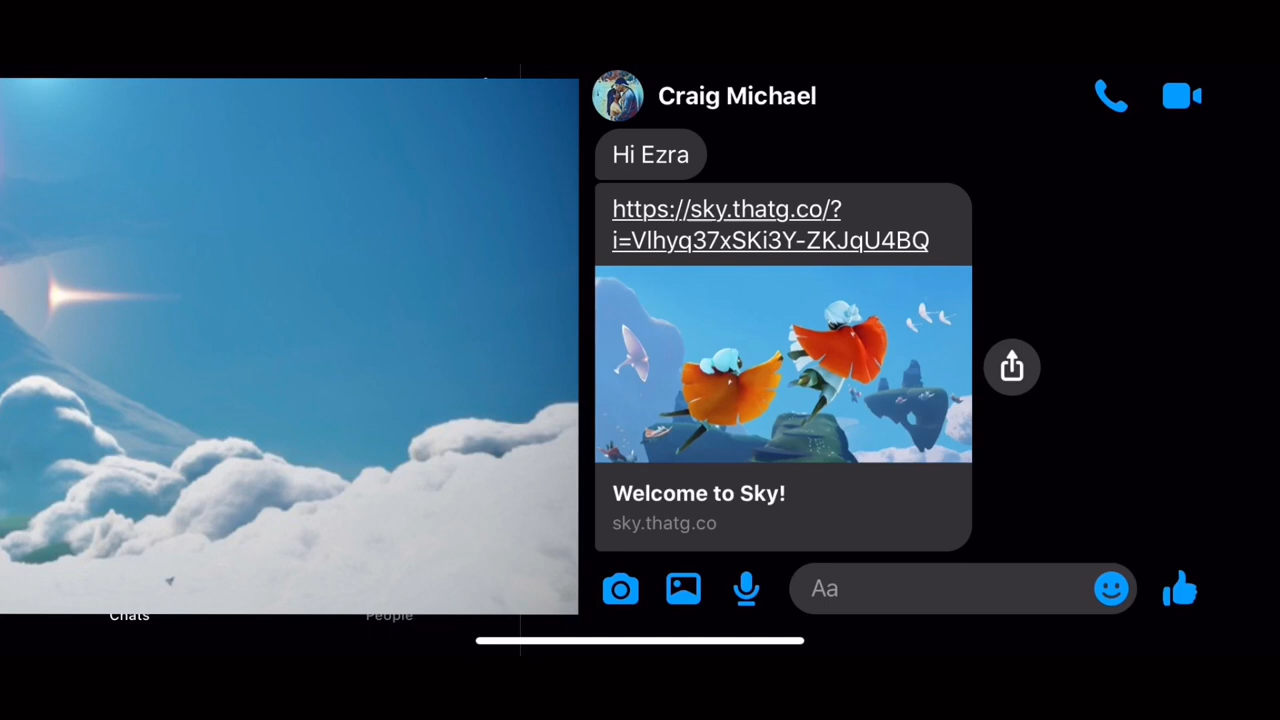 Craig Michael
Hi Ezra
https://sky.thatg.co/?
i=Vlhyq37xSKi3Y-ZKJqU4BQ
Welcome to Sky!
sky.thatg.co
Aa
Chats
People